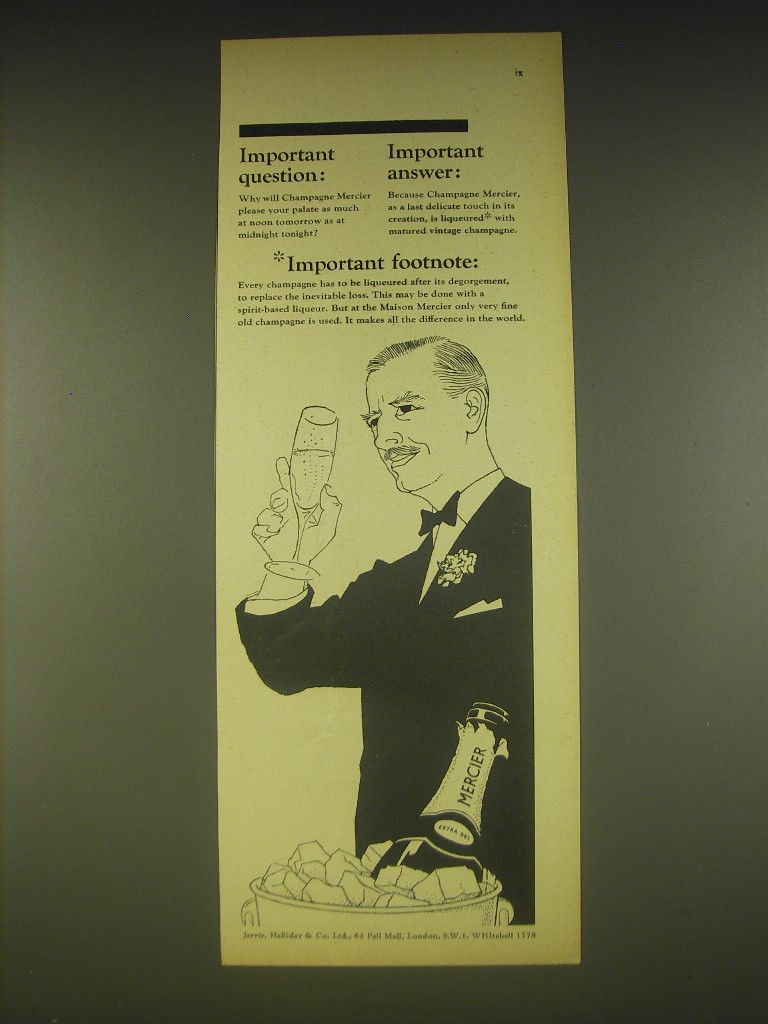 ix
Important
question:
Why will Champagne Mercier
please your palate as much
at noon tomorrow as at
midnight tonight?
Important
answer:
Because Champagne Mercier,
as a last delicate touch in its
creation, is liqueured* with
matured vintage champagne.
*Important footnote:
Every champagne has to be liqueured after its degorgement,
to replace the inevitable loss. This may be done with a
spirit-based liqueur. But at the Maison Mercier only very fine
old champagne is used. It makes all the difference in the world.
MERCIER
EXTRA DRY
Jarvis, Halliday & Co. Ltd., 62 Pall Mall, London, S.W.1. WHItehall 1778